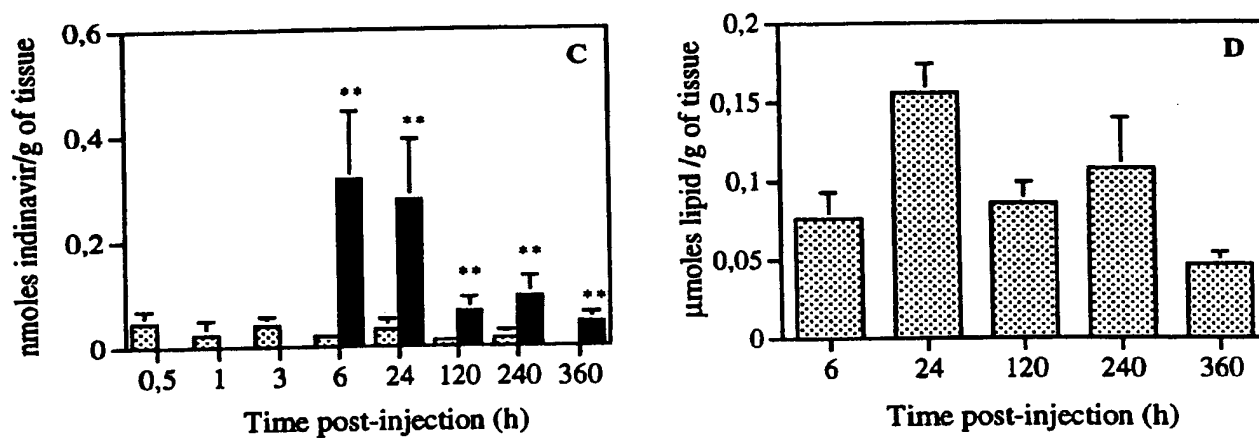 nmoles indinavir/g of tissue
0,6
0,4
0,2
0
C
**
**
**
**
**
0,5 1 3 6 24 120 240 360
Time post-injection (h)
μmoles lipid /g of tissue
0,2
0,15
0,1
0,05
0
D
6 24 120 240 360
Time post-injection (h)